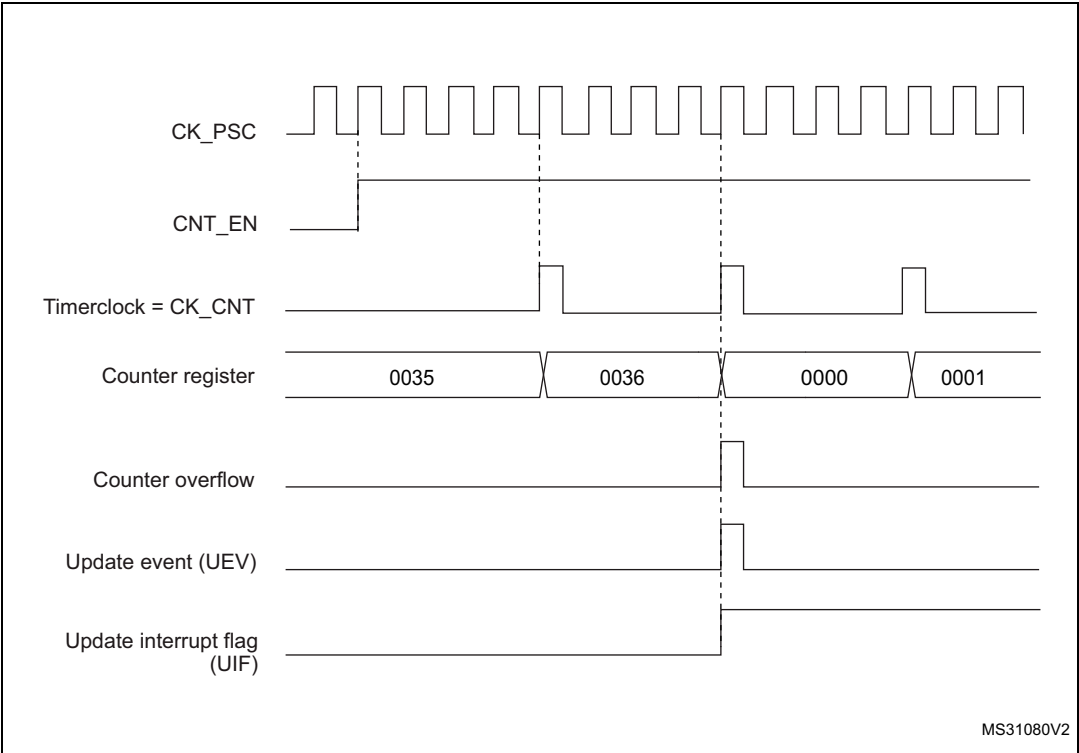 CK_PSC
CNT_EN
Timerclock = CK_CNT
Counter register
0035
0036
0000
0001
Counter overflow
Update event (UEV)
Update interrupt flag
(UIF)
MS31080V2